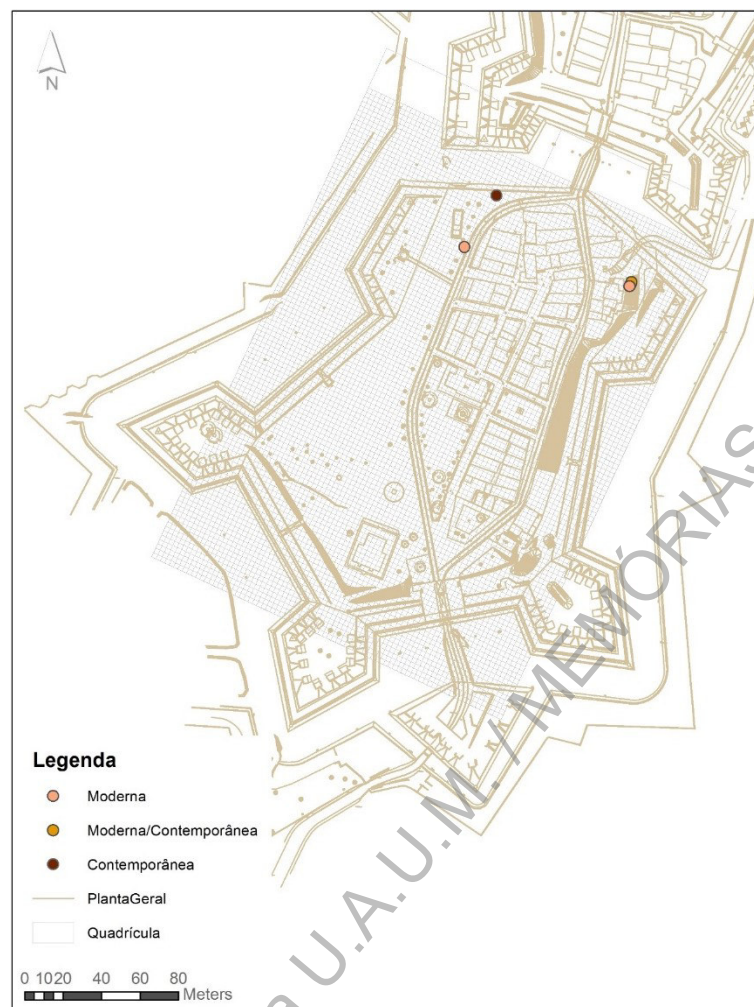 N
Legenda
Moderna
Moderna/Contemporânea
Contemporânea
PlantaGeral
Quadrícula
0 10 20 40 60 80
Meters
a U.A.U.M. / MEMÓRIAS